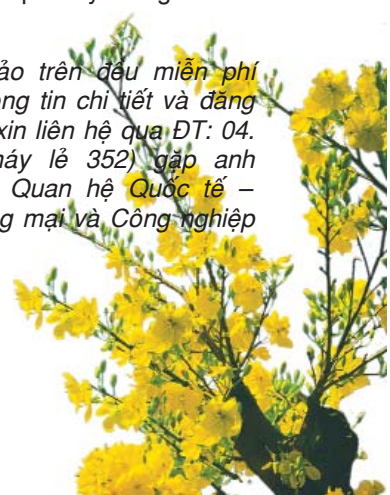 ảo trên đều miễn phí
ng tin chi tiết và đăng
xin liên hệ qua ĐT: 04.
máy lẻ 352) gặp anh
Quan hệ Quốc tế –
g mại và Công nghiệp